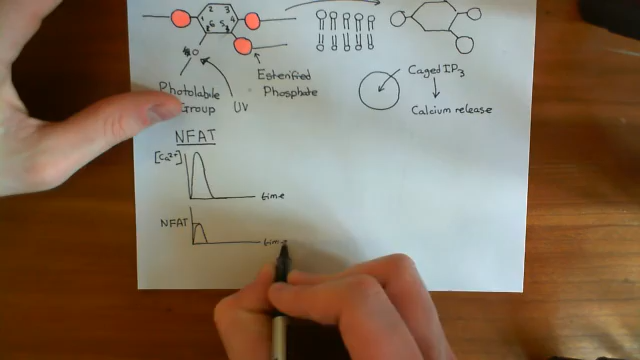 2 3
1 4
6 5
Esterified
Phosphate
Photolabile
Group
UV
Caged IP3
Calcium release
NFAT
[Ca2+]
time
NFAT
time